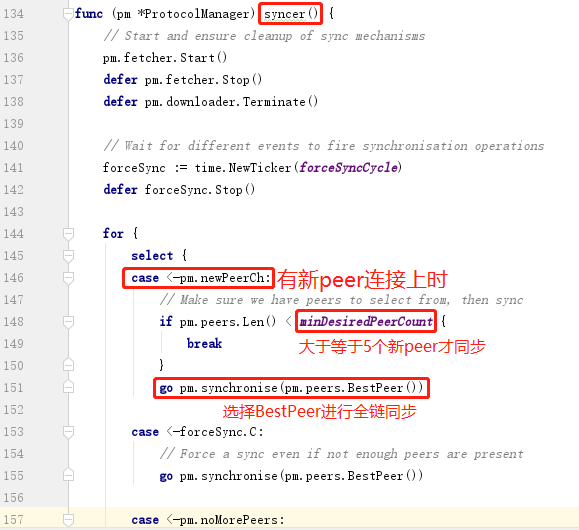 134 func (pm *ProtocolManager) syncer() {
135 // Start and ensure cleanup of sync mechanisms
136 pm.fetcher.Start()
137 defer pm.fetcher.Stop()
138 defer pm.downloader.Terminate()
139
140 // Wait for different events to fire synchronisation operations
141 forceSync := time.NewTicker(forceSyncCycle)
142 defer forceSync.Stop()
143
144 for {
145 select {
146 case <-pm.newPeerCh: 有新peer连接上时
147 // Make sure we have peers to select from, then sync
148 if pm.peers.Len() < minDesiredPeerCount {
149 break 大于等于5个新peer才同步
150 }
151 go pm.synchronise(pm.peers.BestPeer())
152 选择BestPeer进行全链同步
153 case <-forceSync.C:
154 // Force a sync even if not enough peers are present
155 go pm.synchronise(pm.peers.BestPeer())
156
157 case <-pm.noMorePeers: